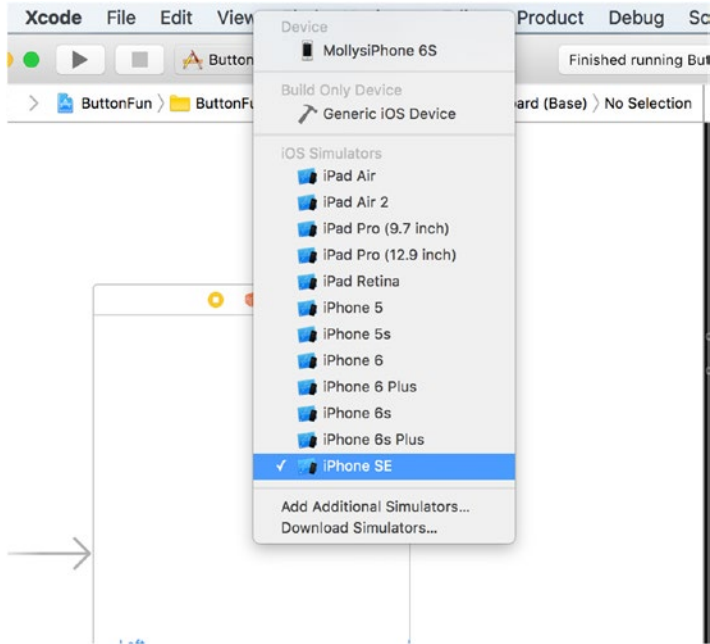 Xcode File Edit View Product Debug Sc
Device
MollysiPhone 6S
Button
Finished running But
Build Only Device
Generic iOS Device
ButtonFun ButtonFu
ard (Base) No Selection
iOS Simulators
iPad Air
iPad Air 2
iPad Pro (9.7 inch)
iPad Pro (12.9 inch)
iPad Retina
iPhone 5
iPhone 5s
iPhone 6
iPhone 6 Plus
iPhone 6s
iPhone 6s Plus
iPhone SE
Add Additional Simulators...
Download Simulators...